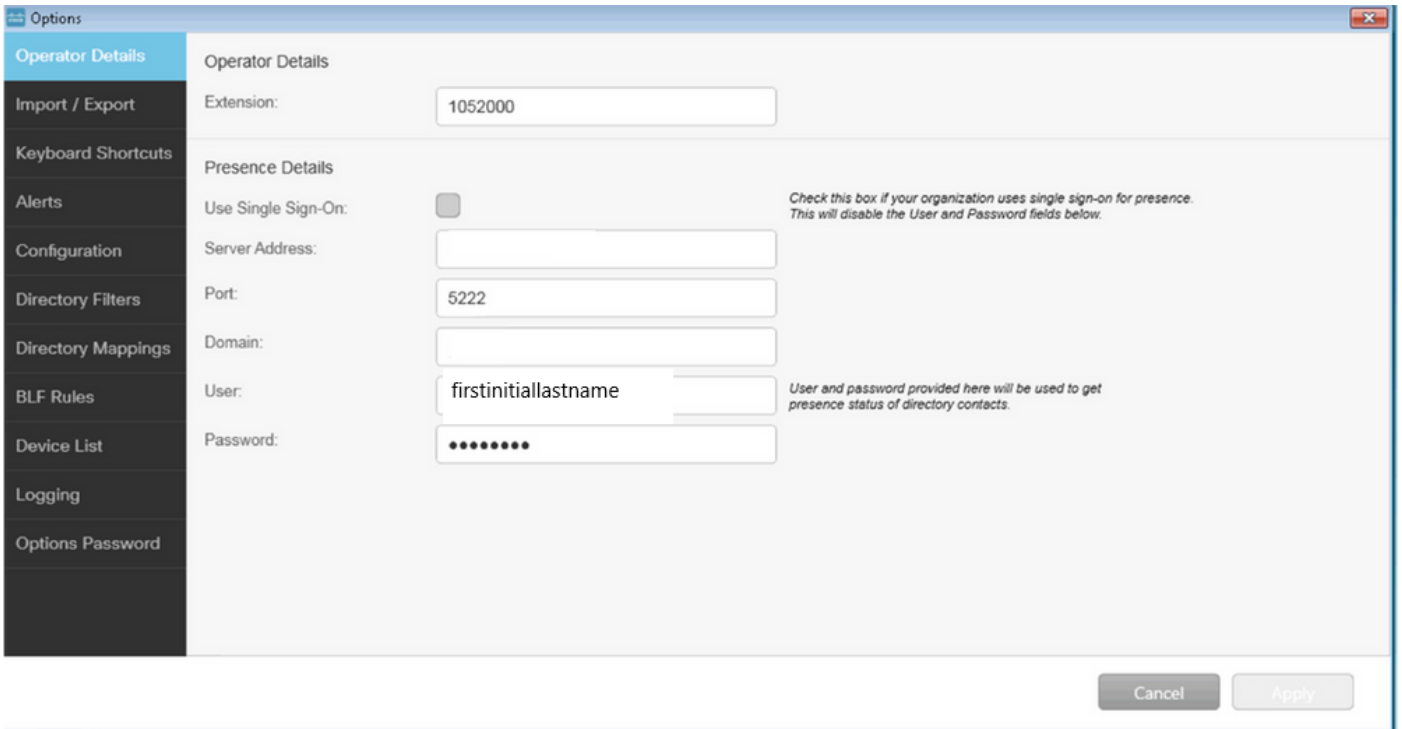 Options
Operator Details
Import / Export
Keyboard Shortcuts
Alerts
Configuration
Directory Filters
Directory Mappings
BLF Rules
Device List
Logging
Options Password
Operator Details
Extension: 1052000
Presence Details
Use Single Sign-On:
Check this box if your organization uses single sign-on for presence.
This will disable the User and Password fields below.
Server Address:
Port: 5222
Domain:
User: firstinitiallastname
User and password provided here will be used to get
presence status of directory contacts.
Password: ●●●●●●●●
Cancel Apply